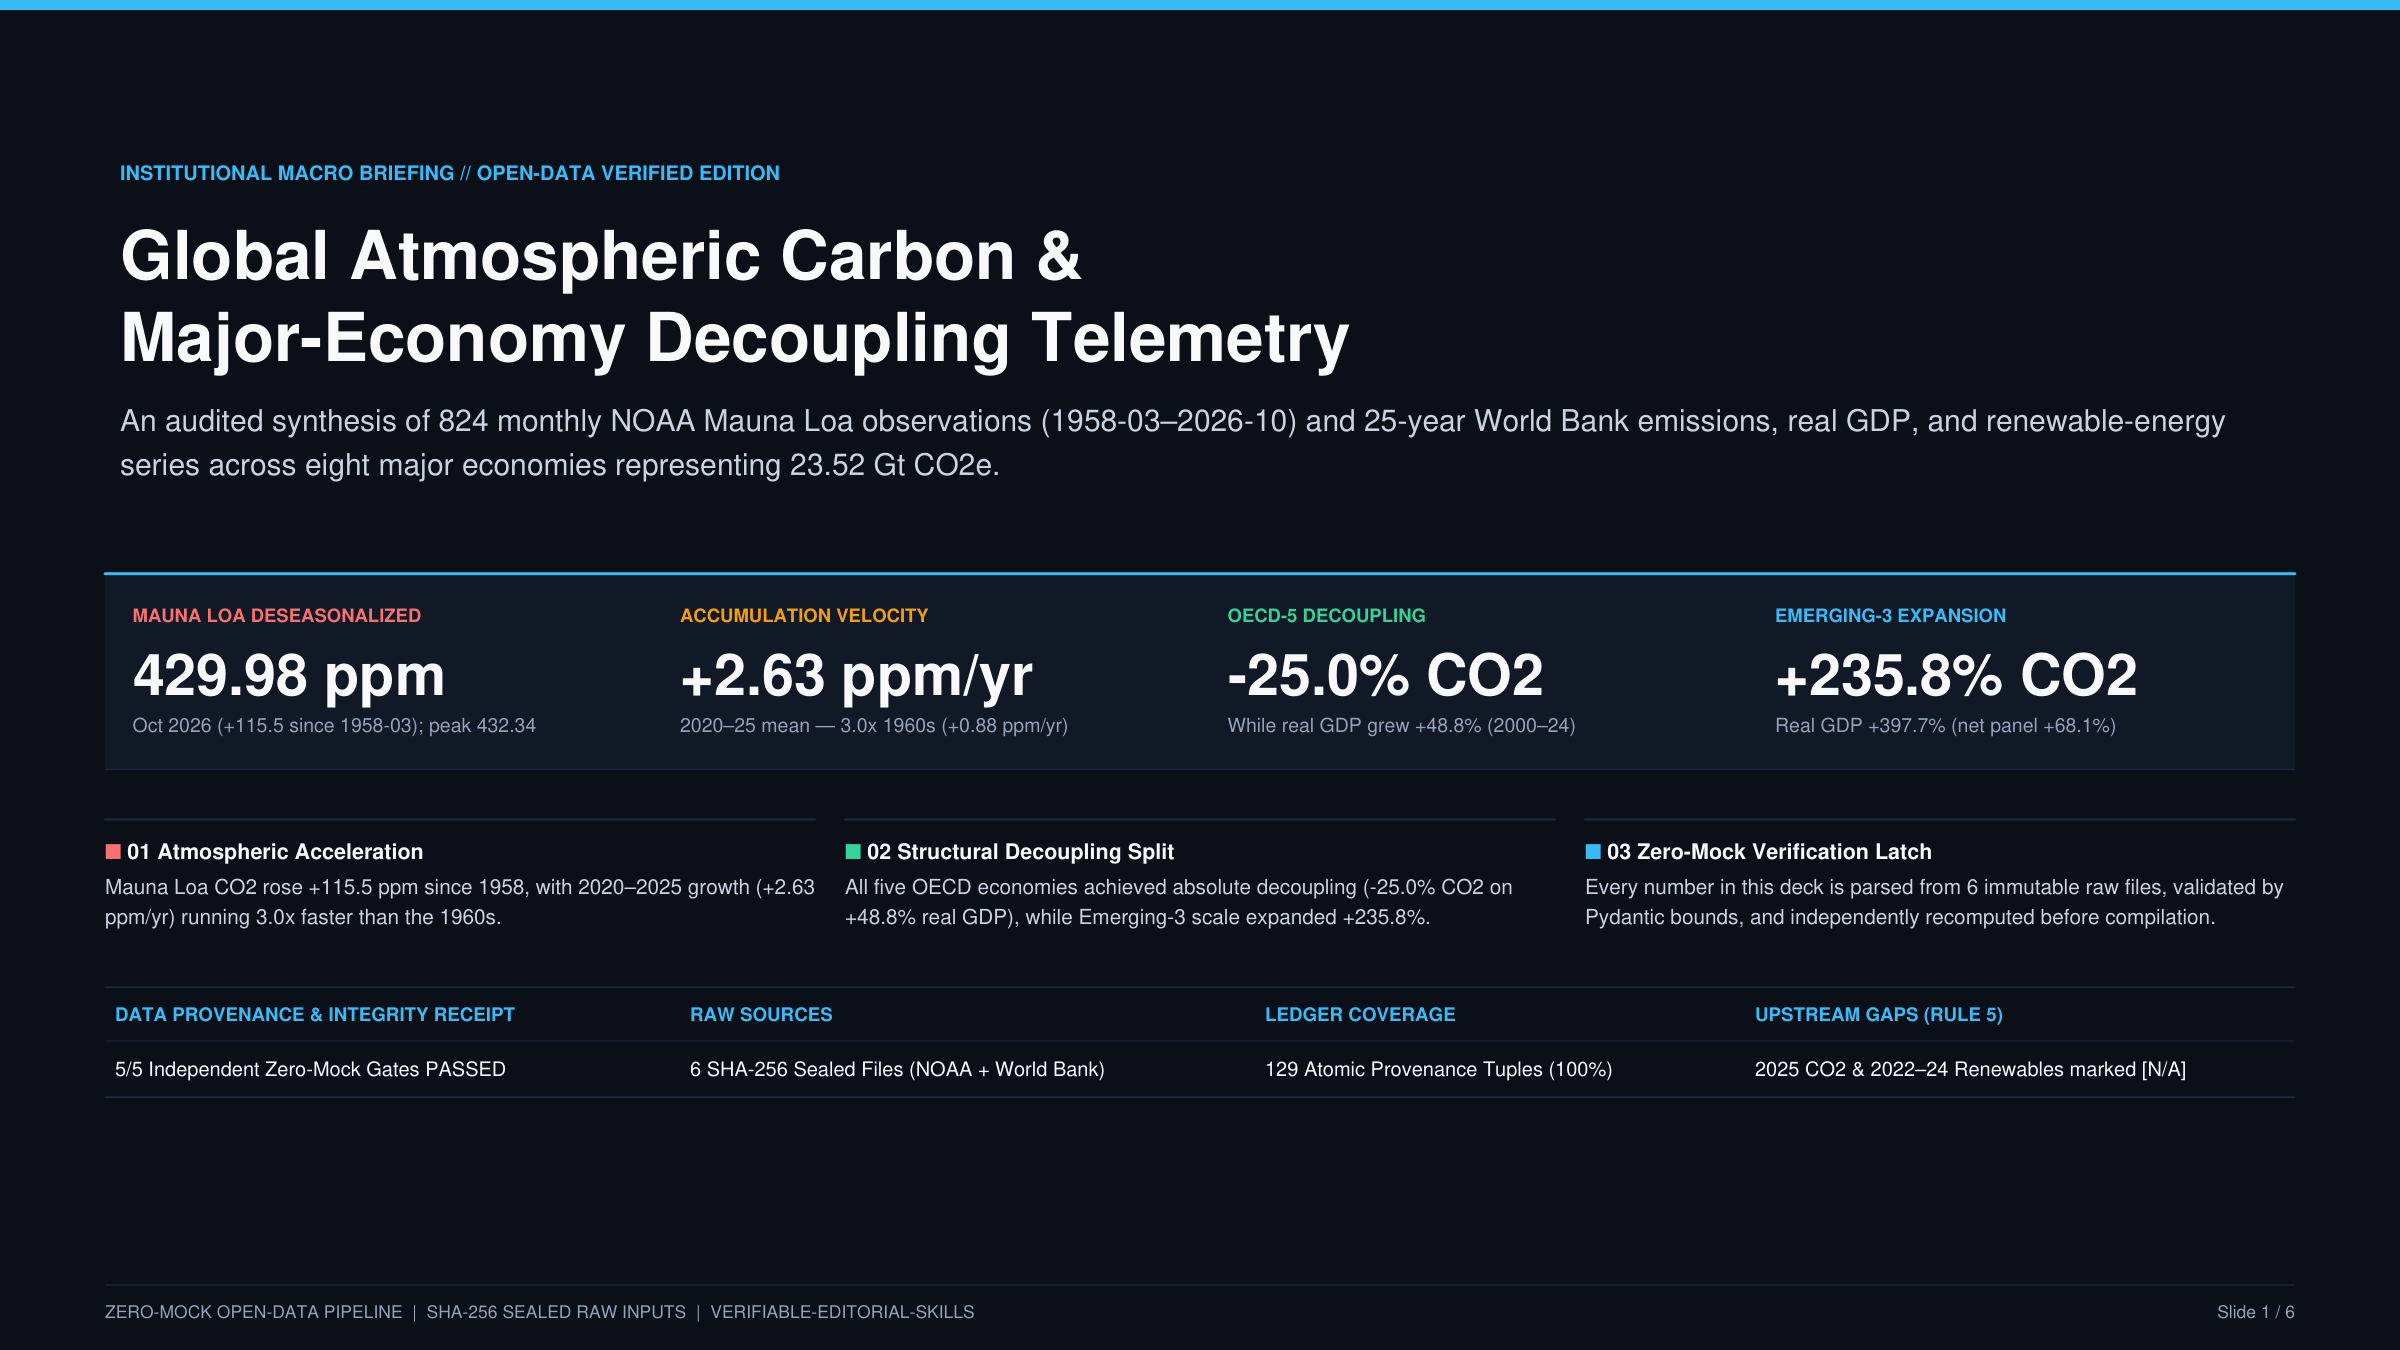 INSTITUTIONAL MACRO BRIEFING // OPEN-DATA VERIFIED EDITION
Global Atmospheric Carbon &
Major-Economy Decoupling Telemetry
An audited synthesis of 824 monthly NOAA Mauna Loa observations (1958-03–2026-10) and 25-year World Bank emissions, real GDP, and renewable-energy
series across eight major economies representing 23.52 Gt CO2e.
MAUNA LOA DESEASONALIZED
429.98 ppm
Oct 2026 (+115.5 since 1958-03); peak 432.34
ACCUMULATION VELOCITY
+2.63 ppm/yr
2020–25 mean — 3.0x 1960s (+0.88 ppm/yr)
OECD-5 DECOUPLING
-25.0% CO2
While real GDP grew +48.8% (2000–24)
EMERGING-3 EXPANSION
+235.8% CO2
Real GDP +397.7% (net panel +68.1%)
01 Atmospheric Acceleration
Mauna Loa CO2 rose +115.5 ppm since 1958, with 2020–2025 growth (+2.63
ppm/yr) running 3.0x faster than the 1960s.
02 Structural Decoupling Split
All five OECD economies achieved absolute decoupling (-25.0% CO2 on
+48.8% real GDP), while Emerging-3 scale expanded +235.8%.
03 Zero-Mock Verification Latch
Every number in this deck is parsed from 6 immutable raw files, validated by
Pydantic bounds, and independently recomputed before compilation.
DATA PROVENANCE & INTEGRITY RECEIPT
RAW SOURCES
LEDGER COVERAGE
UPSTREAM GAPS (RULE 5)
5/5 Independent Zero-Mock Gates PASSED
6 SHA-256 Sealed Files (NOAA + World Bank)
129 Atomic Provenance Tuples (100%)
2025 CO2 & 2022–24 Renewables marked [N/A]
ZERO-MOCK OPEN-DATA PIPELINE | SHA-256 SEALED RAW INPUTS | VERIFIABLE-EDITORIAL-SKILLS
Slide 1 / 6